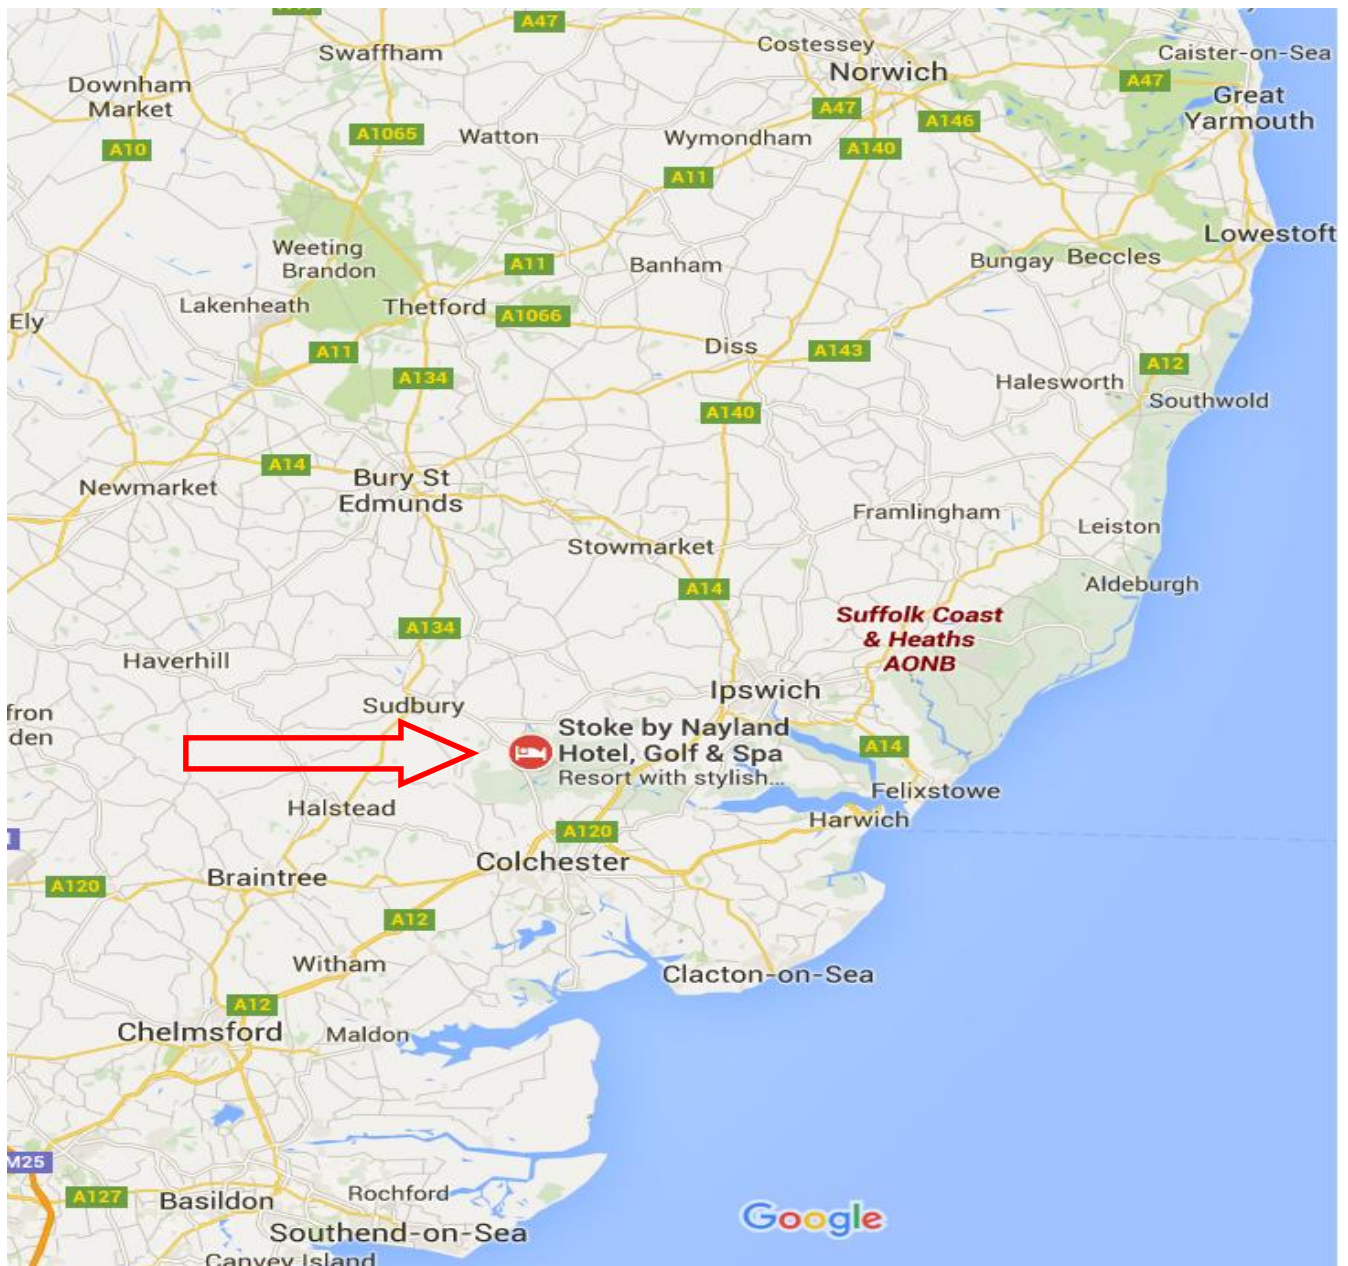 A47
Swaffham
Costessey
Norwich
Caister-on-Sea
Downham
Market
A47
A47
Great
Yarmouth
A10
A1065
Watton
Wymondham
A146
A140
A11
Weeting
Brandon
A11
Banham
Bungay
Beccles
Lowestoft
Ely
Lakenheath
Thetford
A1066
A11
Diss
A143
A12
A134
Halesworth
Southwold
A140
A14
Newmarket
Bury St
Edmunds
Framlingham
Leiston
Stowmarket
A14
Aldeburgh
A134
Suffolk Coast
& Heaths
AONB
Haverhill
Ipswich
Sudbury
fron
den
Stoke by Nayland
Hotel, Golf & Spa
Resort with stylish...
A14
Felixstowe
Halstead
Harwich
A120
Colchester
A120
Braintree
A12
Witham
Clacton-on-Sea
A12
Chelmsford
Maldon
M25
A127
Basildon
Rochford
Southend-on-Sea
Canvey Island
Google